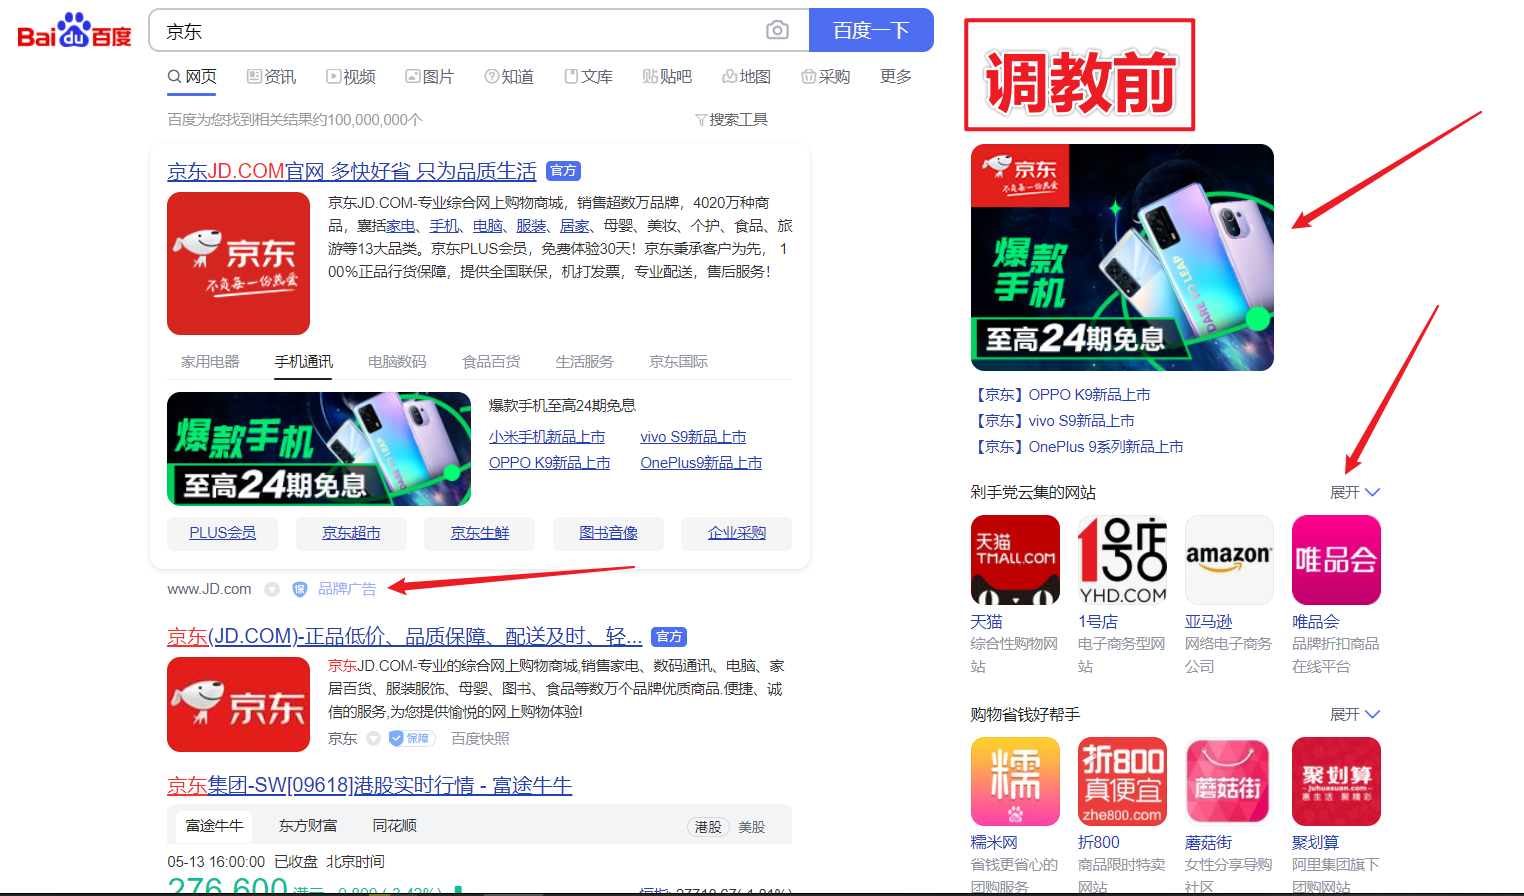 Bai du 百度
京东
百度一下
网页 资讯 视频 图片 知道 文库 贴吧 地图 采购 更多
百度为您找到相关结果约100,000,000个
搜索工具
京东JD.COM官网 多快好省 只为品质生活 官方
京东
不负每一份热爱
京东JD.COM-专业综合网上购物商城，销售超数万品牌，4020万种商
品，囊括家电、手机、电脑、服装、居家、母婴、美妆、个护、食品、旅
游等13大品类。京东PLUS会员，免费体验30天！京东秉承客户为先， 1
00%正品行货保障，提供全国联保，机打发票，专业配送，售后服务！
家用电器 手机通讯 电脑数码 食品百货 生活服务 京东国际
爆款手机
至高24期免息
DARE TO LEAP
爆款手机至高24期免息
小米手机新品上市 vivo S9新品上市
OPPO K9新品上市 OnePlus9新品上市
PLUS会员 京东超市 京东生鲜 图书音像 企业采购
www.JD.com 保 品牌广告
京东(JD.COM)-正品低价、品质保障、配送及时、轻... 官方
京东
京东JD.COM-专业的综合网上购物商城,销售家电、数码通讯、电脑、家
居百货、服装服饰、母婴、图书、食品等数万个品牌优质商品.便捷、诚
信的服务,为您提供愉悦的网上购物体验!
京东 保障 百度快照
京东集团-SW[09618]港股实时行情 - 富途牛牛
富途牛牛 东方财富 同花顺 港股 美股
05-13 16:00:00 已收盘 北京时间
276.600 港元 -9.800 (-3.42%)
恒指: 27718.67(-1.81%)
调教前
京东
不负每一份热爱
爆款
手机
至高24期免息
DARE TO LEAP
【京东】OPPO K9新品上市
【京东】vivo S9新品上市
【京东】OnePlus 9系列新品上市
剁手党云集的网站 展开
天猫
TMALL.COM
1号店
YHD.COM
amazon
唯品会
天猫 1号店 亚马逊 唯品会
综合性购物网 电子商务型网 网络电子商务 品牌折扣商品
站 站 公司 在线平台
购物省钱好帮手 展开
糯
折800
真便宜
zhe800.com
蘑菇街
聚划算
juhuasuan.com
惠生活 聚精彩
糯米网 折800 蘑菇街 聚划算
省钱更省心的 商品限时特卖 女性分享导购 阿里集团旗下
团购服务 网站 社区 团购网站